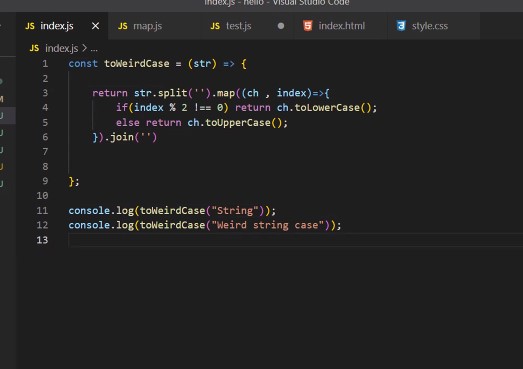 index.js - hello - Visual Studio Code
JS index.js × JS map.js JS test.js ● index.html style.css
JS index.js > ...
1 const toWeirdCase = (str) => {
2
3 return str.split('').map((ch , index)=>{
4 if(index % 2 !== 0) return ch.toLowerCase();
5 else return ch.toUpperCase();
6 }).join('')
7
8
9 };
10
11 console.log(toWeirdCase("String"));
12 console.log(toWeirdCase("Weird string case"));
13
M
U
U
U
U
U